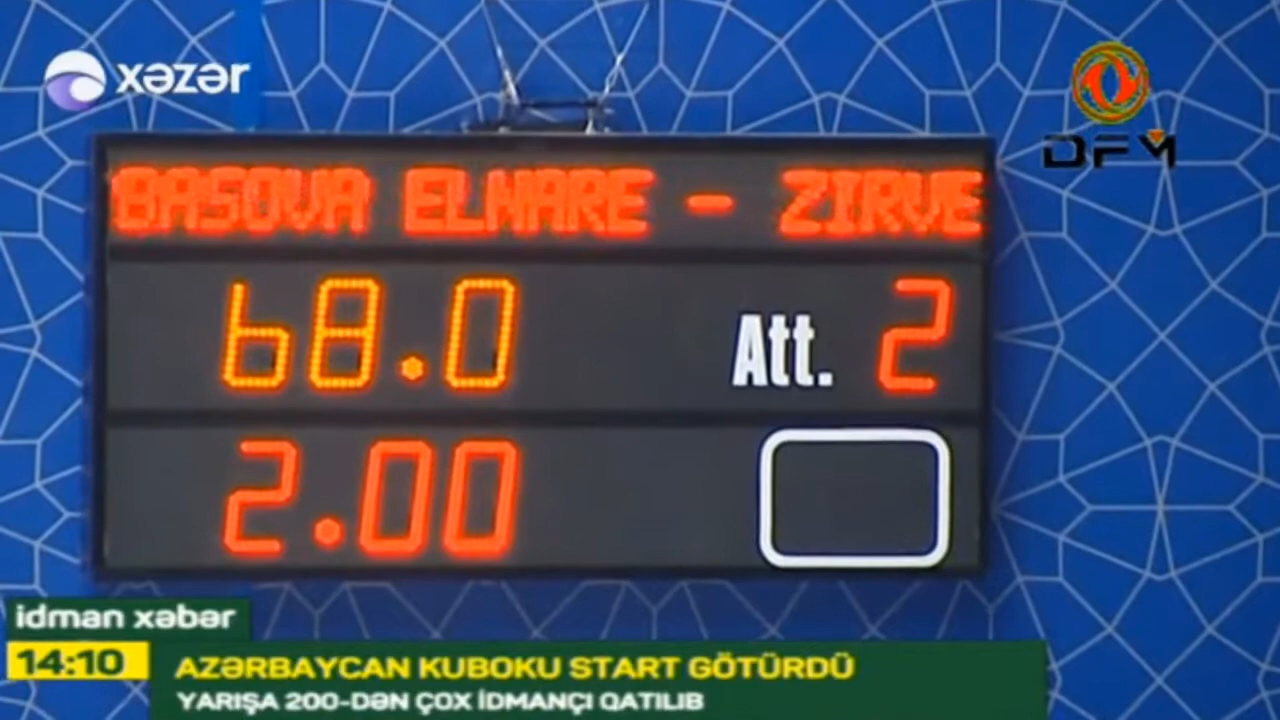 xəzər
DFM
BASOVA ELNARE - ZIRVE
68.0
Att. 2
2.00
idman xəbər
14:10
AZƏRBAYCAN KUBOKU START GÖTÜRDÜ
YARIŞA 200-DƏN ÇOX İDMANÇI QATILIB